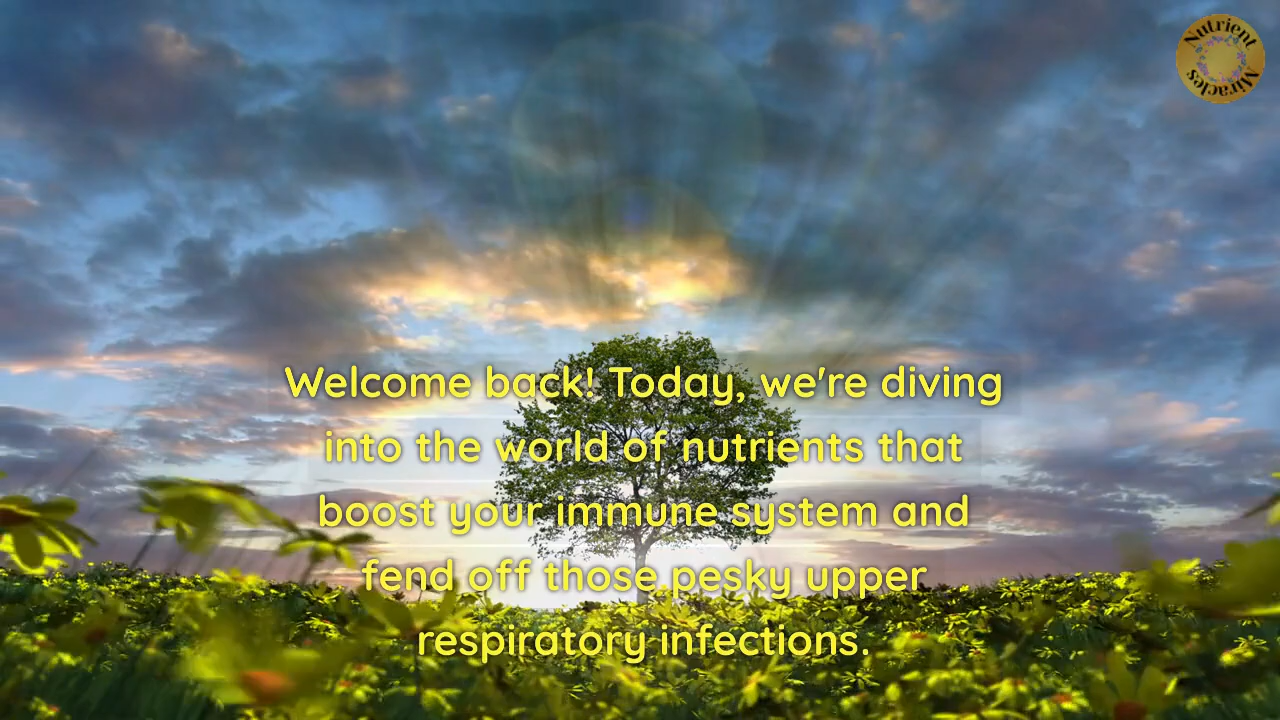 Nutrient
Miracles
Welcome back! Today, we're diving
into the world of nutrients that
boost your immune system and
fend off those pesky upper
respiratory infections.